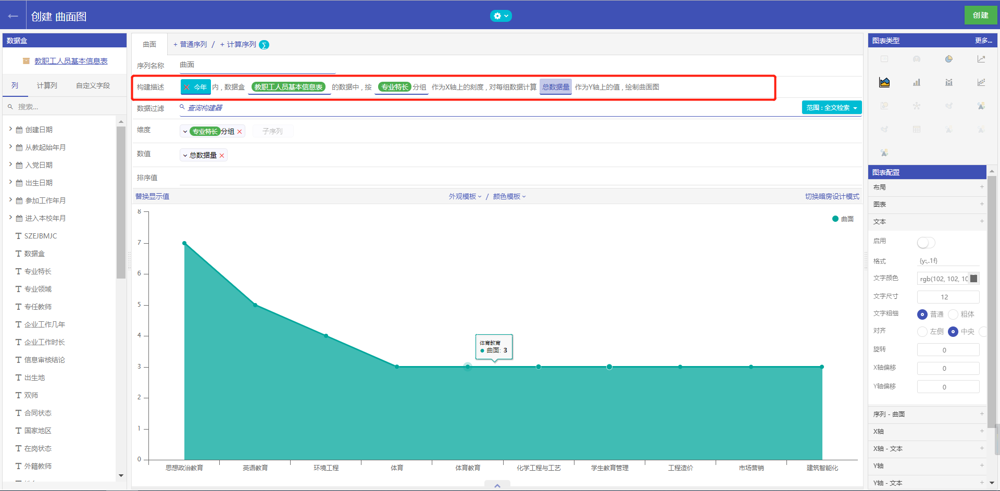 创建 曲面图
创建
数据盒
教职工人员基本信息表
列 计算列 自定义字段
搜索...
创建日期
从教起始年月
入党日期
出生日期
参加工作年月
进入本校年月
SZEJBMJC
数据盒
专业特长
专业领域
专任教师
企业工作几年
企业工作时长
信息审核结论
出生地
双师
合同状态
国家地区
在岗状态
外籍教师
曲面 + 普通序列 / + 计算序列 ∑
序列名称 曲面
构建描述 × 今年 内 , 数据盒 教职工人员基本信息表 的数据中 , 按 专业特长 分组 作为X轴上的刻度 , 对每组数据计算 总数据量 作为Y轴上的值 , 绘制曲面图
数据过滤 查询构建器 范围 : 全文检索
维度 专业特长 分组 × 子序列
数值 总数据量 ×
排序值
替换显示值 外观模板 / 颜色模板 切换暗房设计模式
曲面
8
7
6
5
4
3
2
1
0
体育教育
曲面: 3
思想政治教育 英语教育 环境工程 体育 体育教育 化学工程与工艺 学生教育管理 工程造价 市场营销 建筑智能化
图表类型 更多...
图表配置
布局 +
图表 +
文本 +
启用
格式 {y:,.1f}
文字颜色 rgb(102, 102, 10
文字尺寸 12
文字粗细 普通 粗体
对齐 左侧 中央
旋转 0
X轴偏移 0
Y轴偏移 0
序列 - 曲面 +
X轴 +
X轴 - 文本 +
Y轴 +
Y轴 - 文本 +